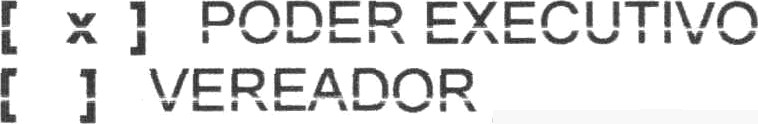 [ x ] PODER EXECUTIVO
[ ] VEREADOR